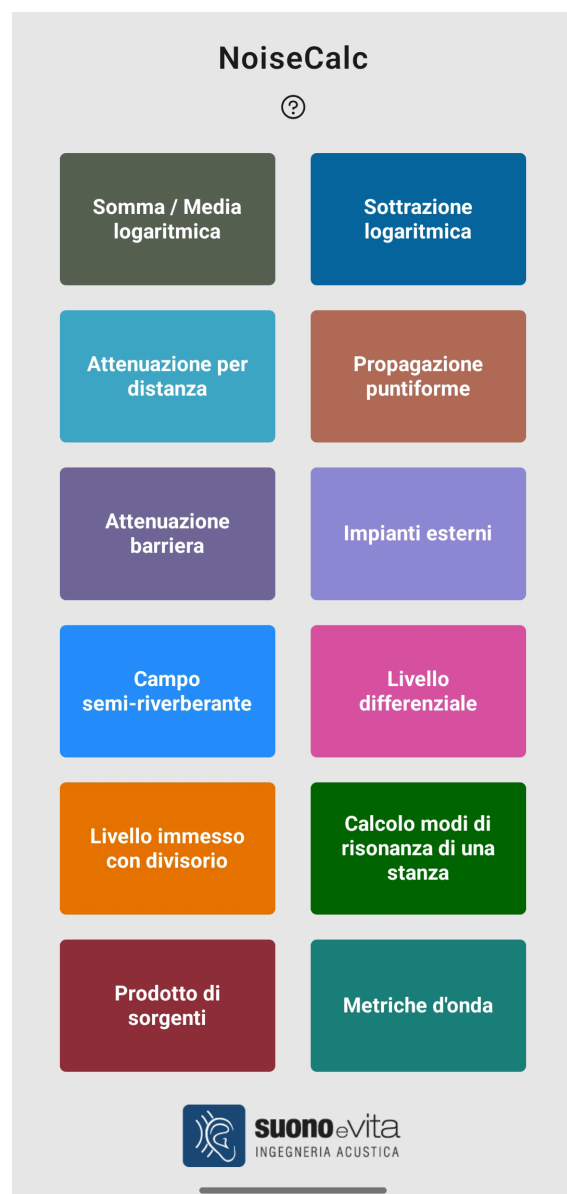 NoiseCalc
?
Somma / Media
logaritmica
Sottrazione
logaritmica
Attenuazione per
distanza
Propagazione
puntiforme
Attenuazione
barriera
Impianti esterni
Campo
semi-riverberante
Livello
differenziale
Livello immesso
con divisorio
Calcolo modi di
risonanza di una
stanza
Prodotto di
sorgenti
Metriche d'onda
suonoevita
INGEGNERIA ACUSTICA